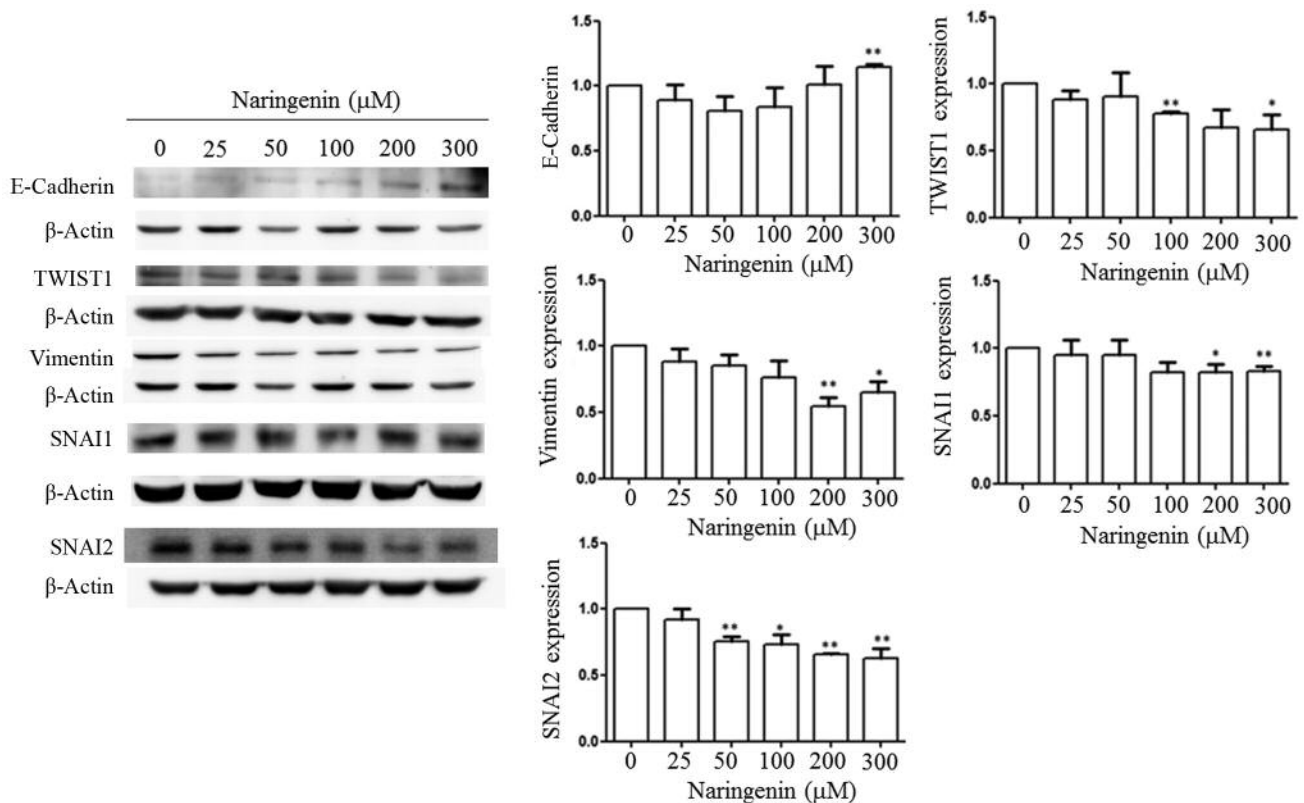 Naringenin (μM)
0 25 50 100 200 300
E-Cadherin
β-Actin
TWIST1
β-Actin
Vimentin
β-Actin
SNAI1
β-Actin
SNAI2
β-Actin
E-Cadherin
1.5
1.0
0.5
0.0
**
0 25 50 100 200 300
Naringenin (μM)
TWIST1 expression
1.5
1.0
0.5
0.0
** *
0 25 50 100 200 300
Naringenin (μM)
Vimentin expression
1.5
1.0
0.5
0.0
** *
0 25 50 100 200 300
Naringenin (μM)
SNAI1 expression
1.5
1.0
0.5
0.0
* **
0 25 50 100 200 300
Naringenin (μM)
SNAI2 expression
1.5
1.0
0.5
0.0
** * ** **
0 25 50 100 200 300
Naringenin (μM)